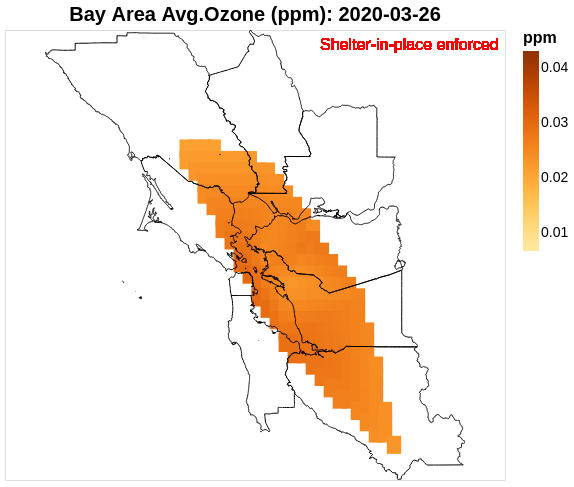 Bay Area Avg.Ozone (ppm): 2020-03-26
Shelter-in-place enforced
ppm
0.04
0.03
0.02
0.01